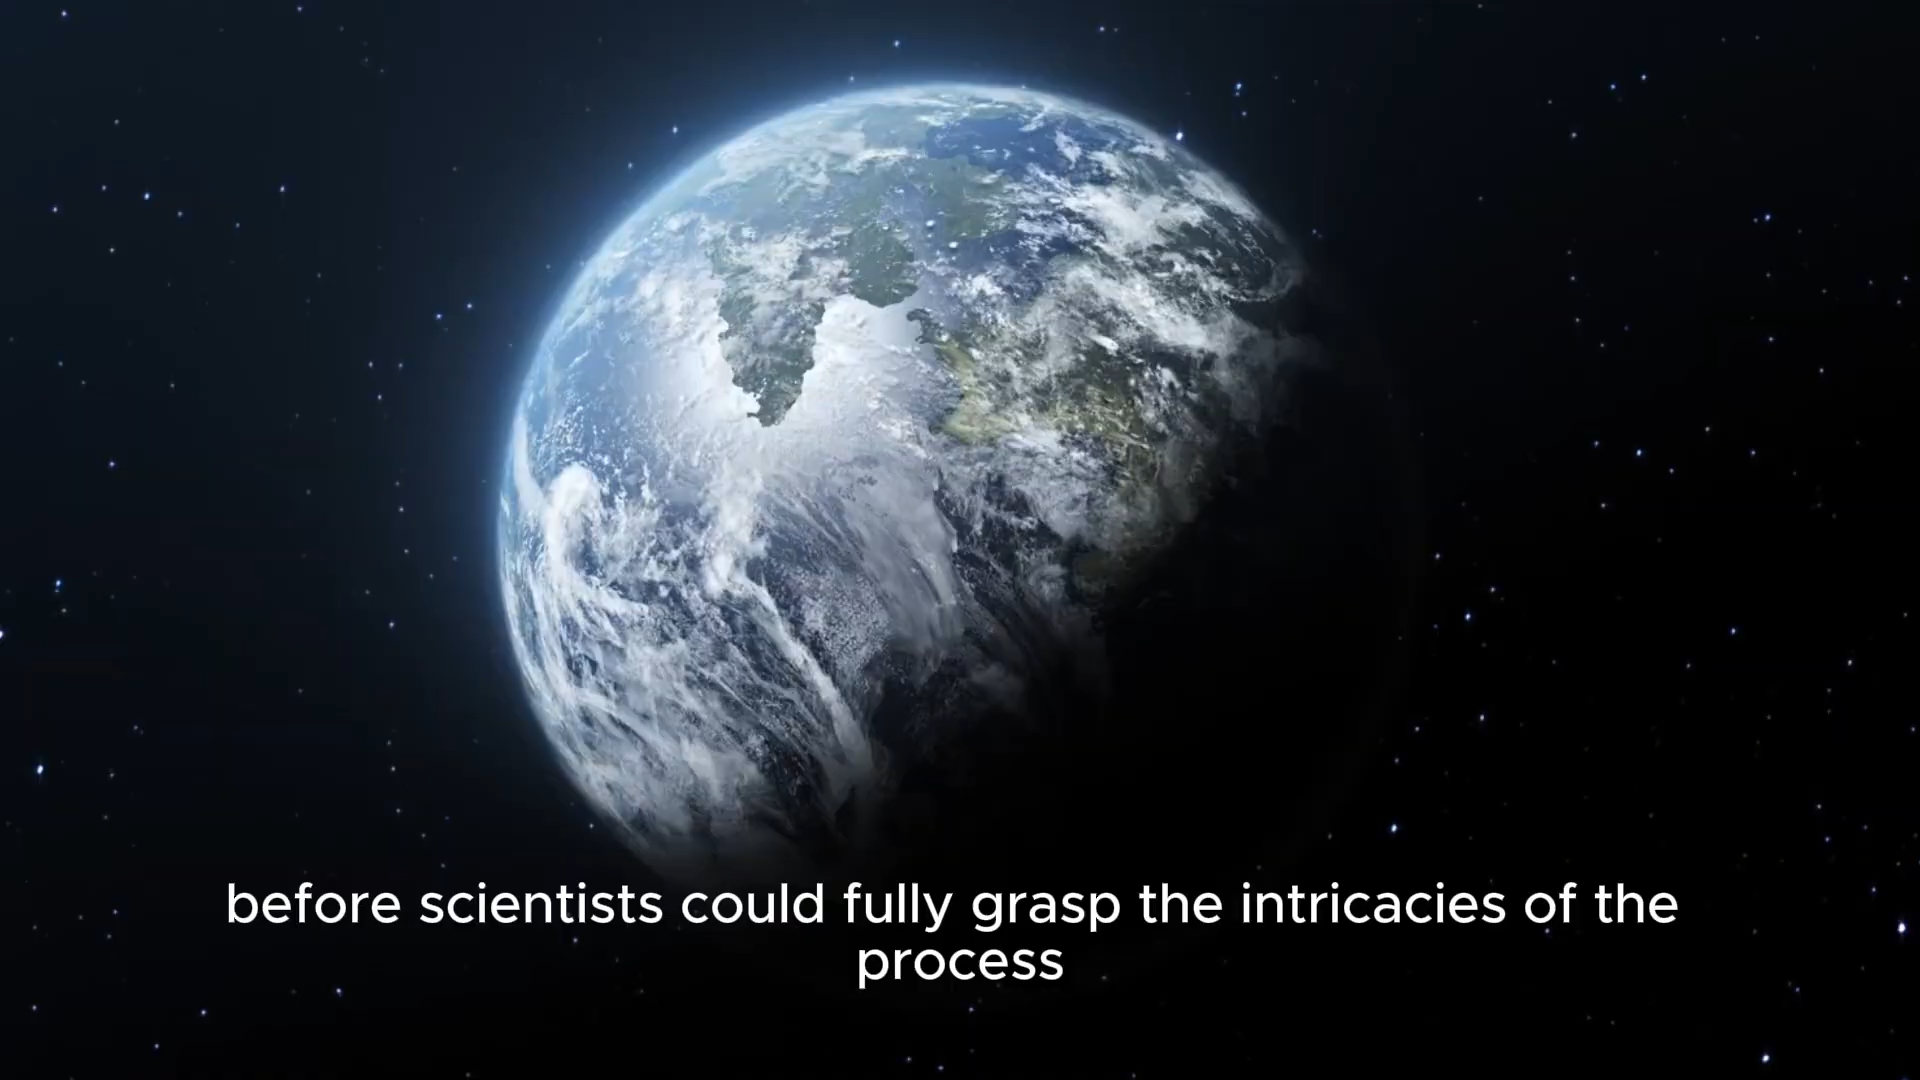 before scientists could fully grasp the intricacies of the
process